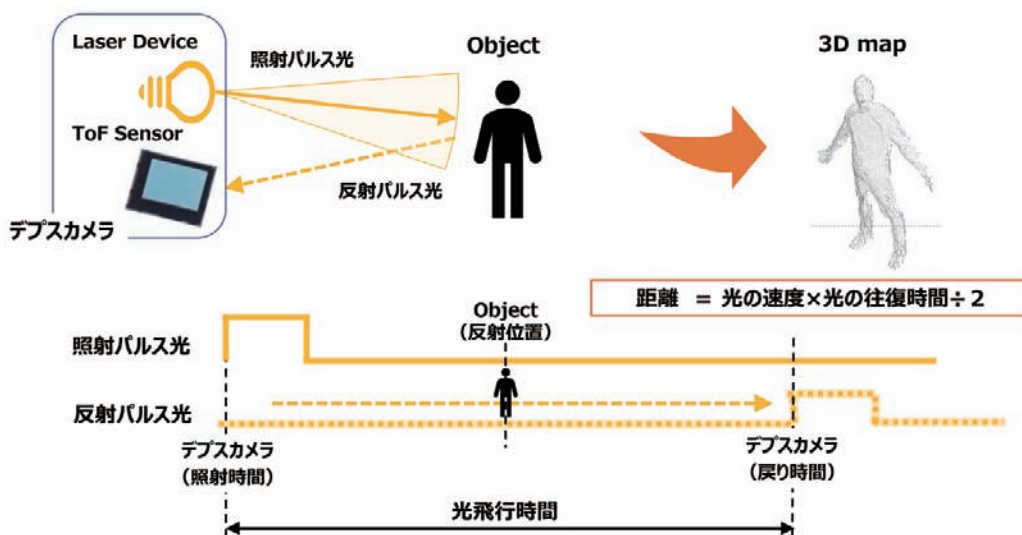 Laser Device
照射パルス光
Object
3D map
ToF Sensor
反射パルス光
デプスカメラ
距離 = 光の速度×光の往復時間÷2
Object
(反射位置)
照射パルス光
反射パルス光
デプスカメラ
(照射時間)
デプスカメラ
(戻り時間)
光飛行時間